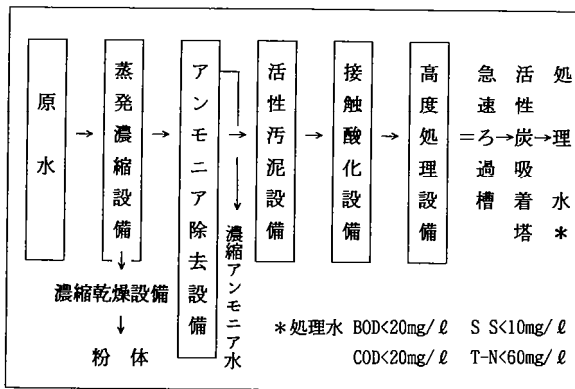 原水
→
蒸発濃縮設備
→
アンモニア除去設備
→
活性汚泥設備
→
接触酸化設備
→
高度処理設備
＝
急速ろ過槽
→
活性炭吸着塔
→
処理水＊
↓
濃縮乾燥設備
↓
粉体
↓
濃縮アンモニア水
＊処理水 BOD<20mg/ℓ SS<10mg/ℓ
COD<20mg/ℓ T-N<60mg/ℓ